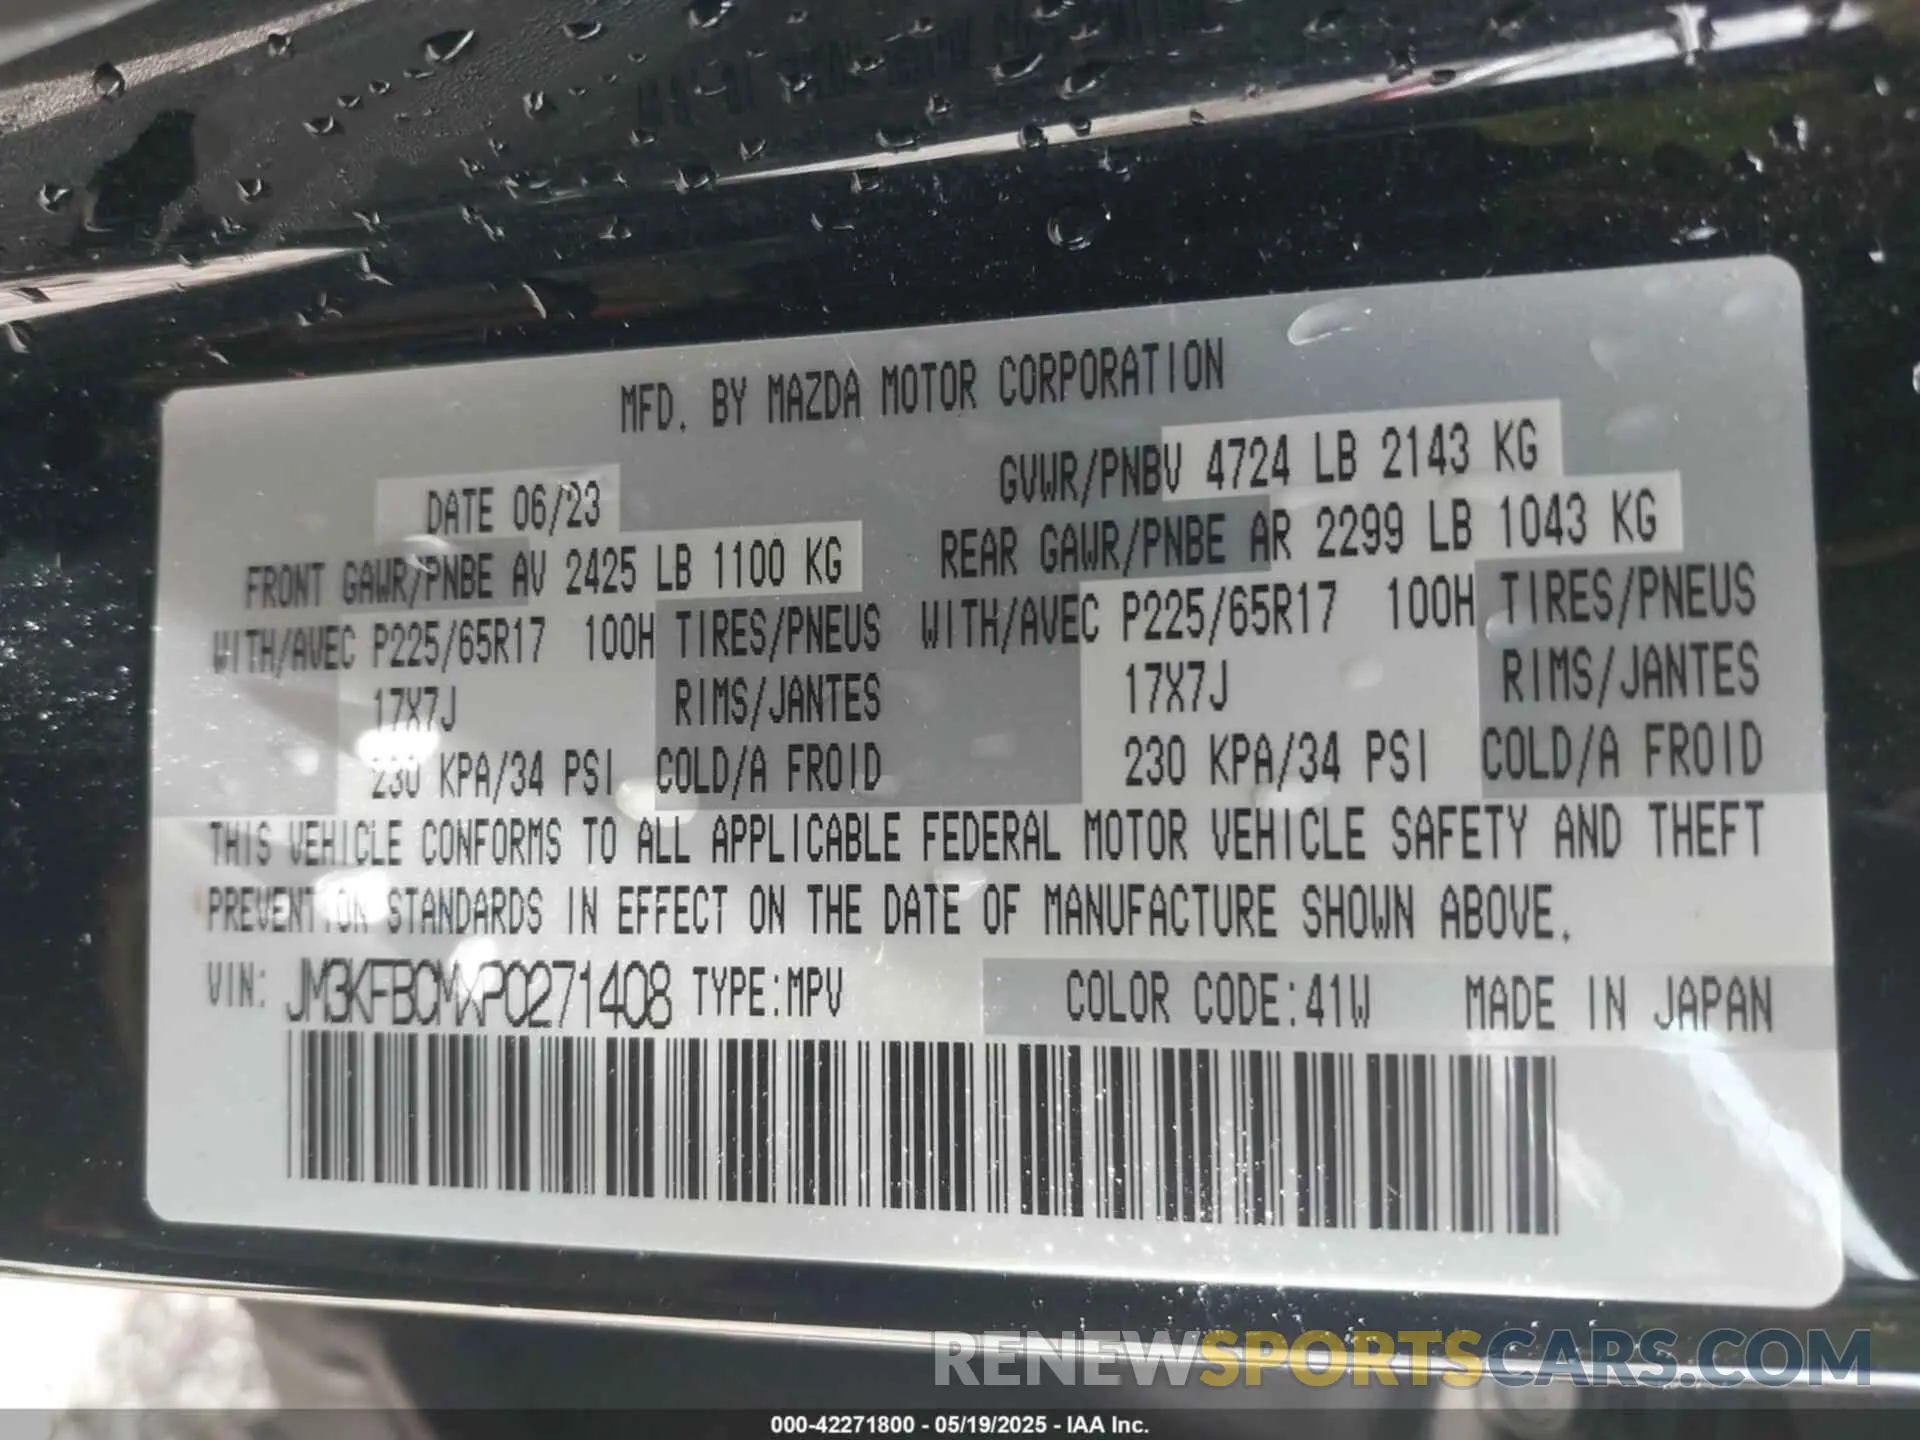 MFD. BY MAZDA MOTOR CORPORATION
DATE 06/23
GVWR/PNBV 4724 LB 2143 KG
FRONT GAWR/PNBE AV 2425 LB 1100 KG
REAR GAWR/PNBE AR 2299 LB 1043 KG
WITH/AVEC P225/65R17 100H TIRES/PNEUS
WITH/AVEC P225/65R17 100H TIRES/PNEUS
17X7J RIMS/JANTES
17X7J RIMS/JANTES
230 KPA/34 PSI COLD/A FROID
230 KPA/34 PSI COLD/A FROID
THIS VEHICLE CONFORMS TO ALL APPLICABLE FEDERAL MOTOR VEHICLE SAFETY AND THEFT
PREVENTION STANDARDS IN EFFECT ON THE DATE OF MANUFACTURE SHOWN ABOVE.
VIN: JM3KFBCMXP0271408 TYPE:MPV COLOR CODE:41W MADE IN JAPAN
RENEWSPORTSCARS.COM
000-42271800 - 05/19/2025 - IAA Inc.